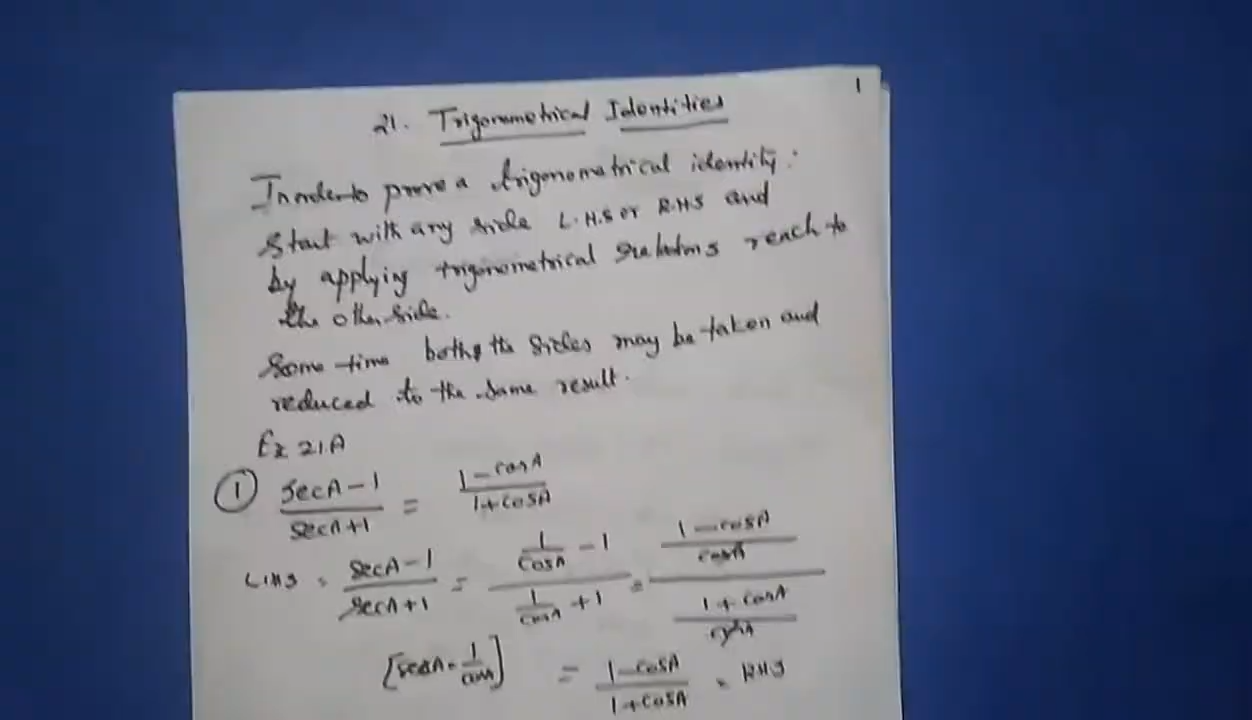 1
21. Trigonometrical Identities
In order to prove a trigonometrical identity:
Start with any side L.H.S or R.H.S and
by applying trigonometrical relations reach to
the other side.
Some time both the sides may be taken and
reduced to the same result.
Ex 21.A
① (secA-1)/(secA+1) = (1-cosA)/(1+cosA)
LHS = (secA-1)/(secA+1) = (1/cosA - 1)/(1/cosA + 1) = ((1-cosA)/cosA)/((1+cosA)/cosA)
[secA = 1/cosA] = (1-cosA)/(1+cosA) = RHS